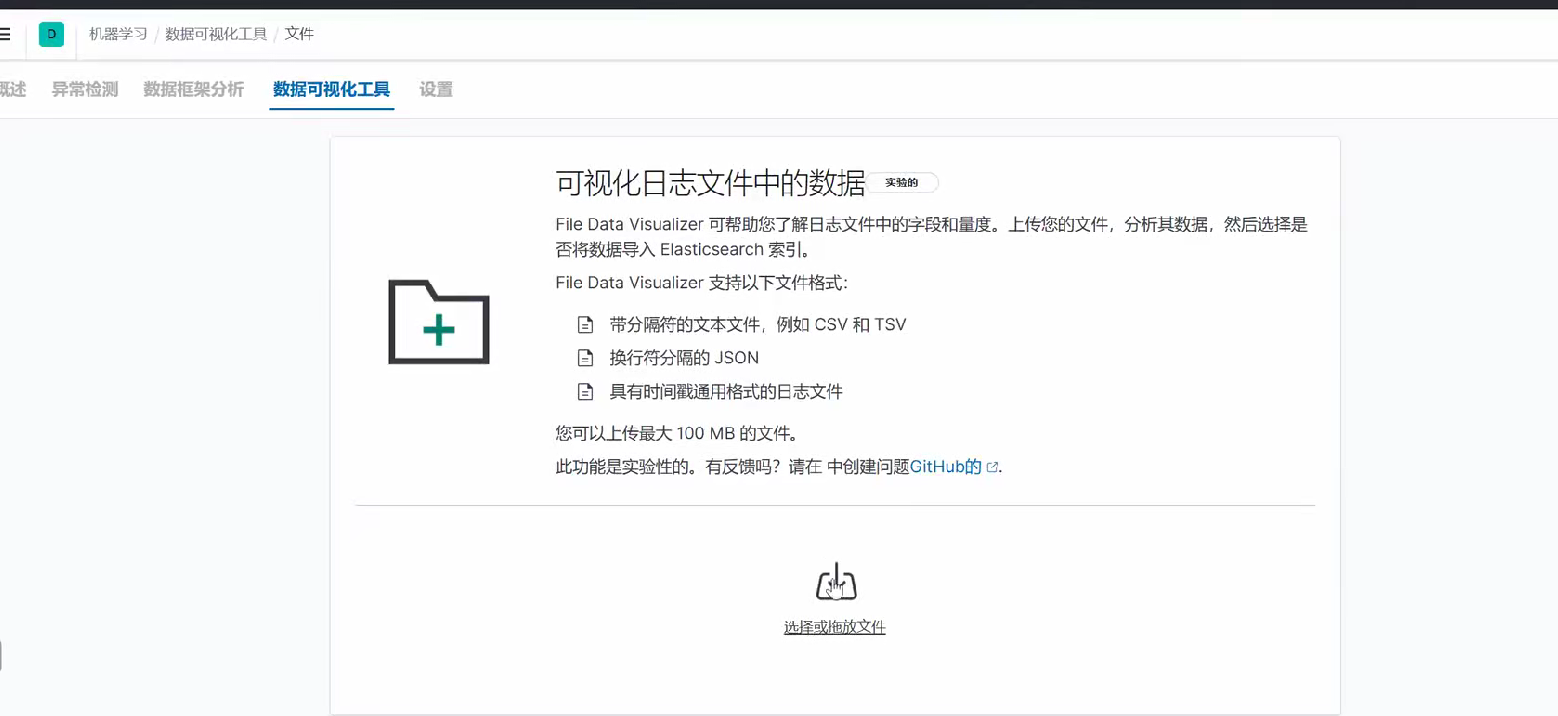 D 机器学习 / 数据可视化工具 / 文件
概述 异常检测 数据框架分析 数据可视化工具 设置
可视化日志文件中的数据 实验的
File Data Visualizer 可帮助您了解日志文件中的字段和量度。上传您的文件，分析其数据，然后选择是
否将数据导入 Elasticsearch 索引。
File Data Visualizer 支持以下文件格式:
带分隔符的文本文件，例如 CSV 和 TSV
换行符分隔的 JSON
具有时间戳通用格式的日志文件
您可以上传最大 100 MB 的文件。
此功能是实验性的。有反馈吗？请在 中创建问题GitHub的.
选择或拖放文件